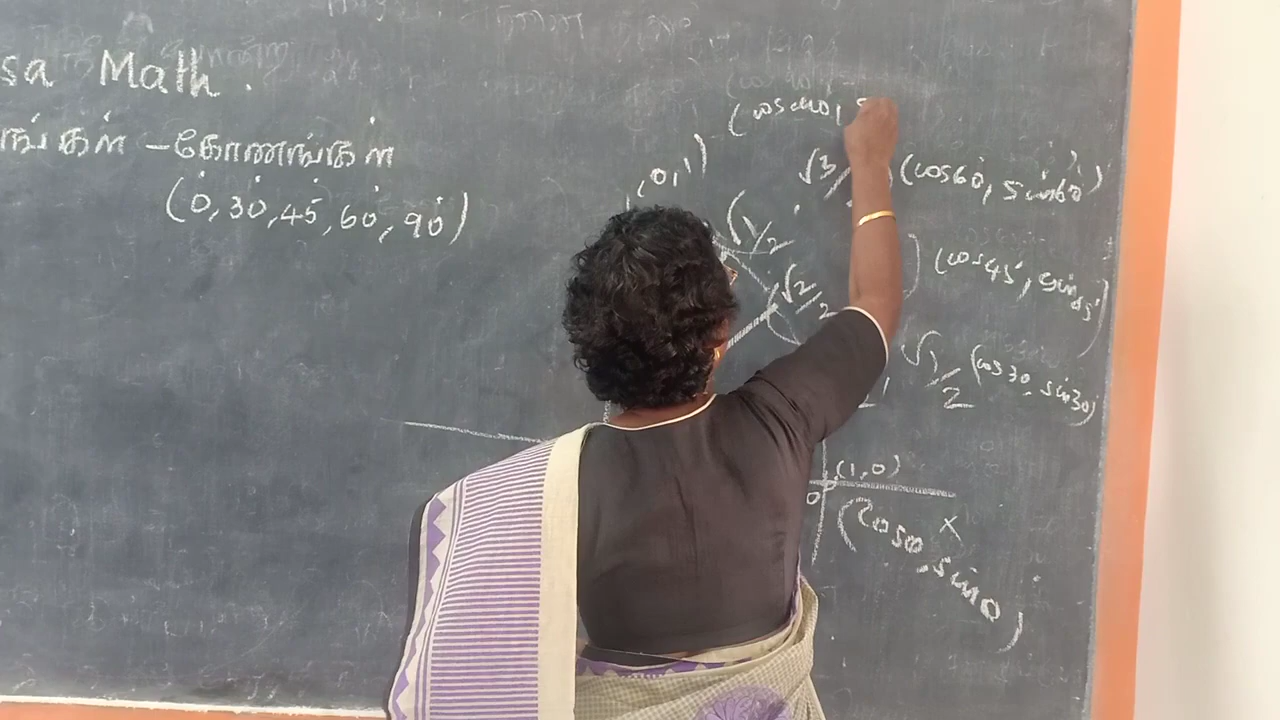 sa Math.
ங்கள் - கோணங்கள்
(0°, 30°, 45°, 60°, 90°)
(0,1)
(1/2
√3/
(cos60°, sin60°)
(√2/2
) (cos45°, sin45°)
√1/2 (cos30, sin30)
(1,0)
0
X
(cos0, sin0)